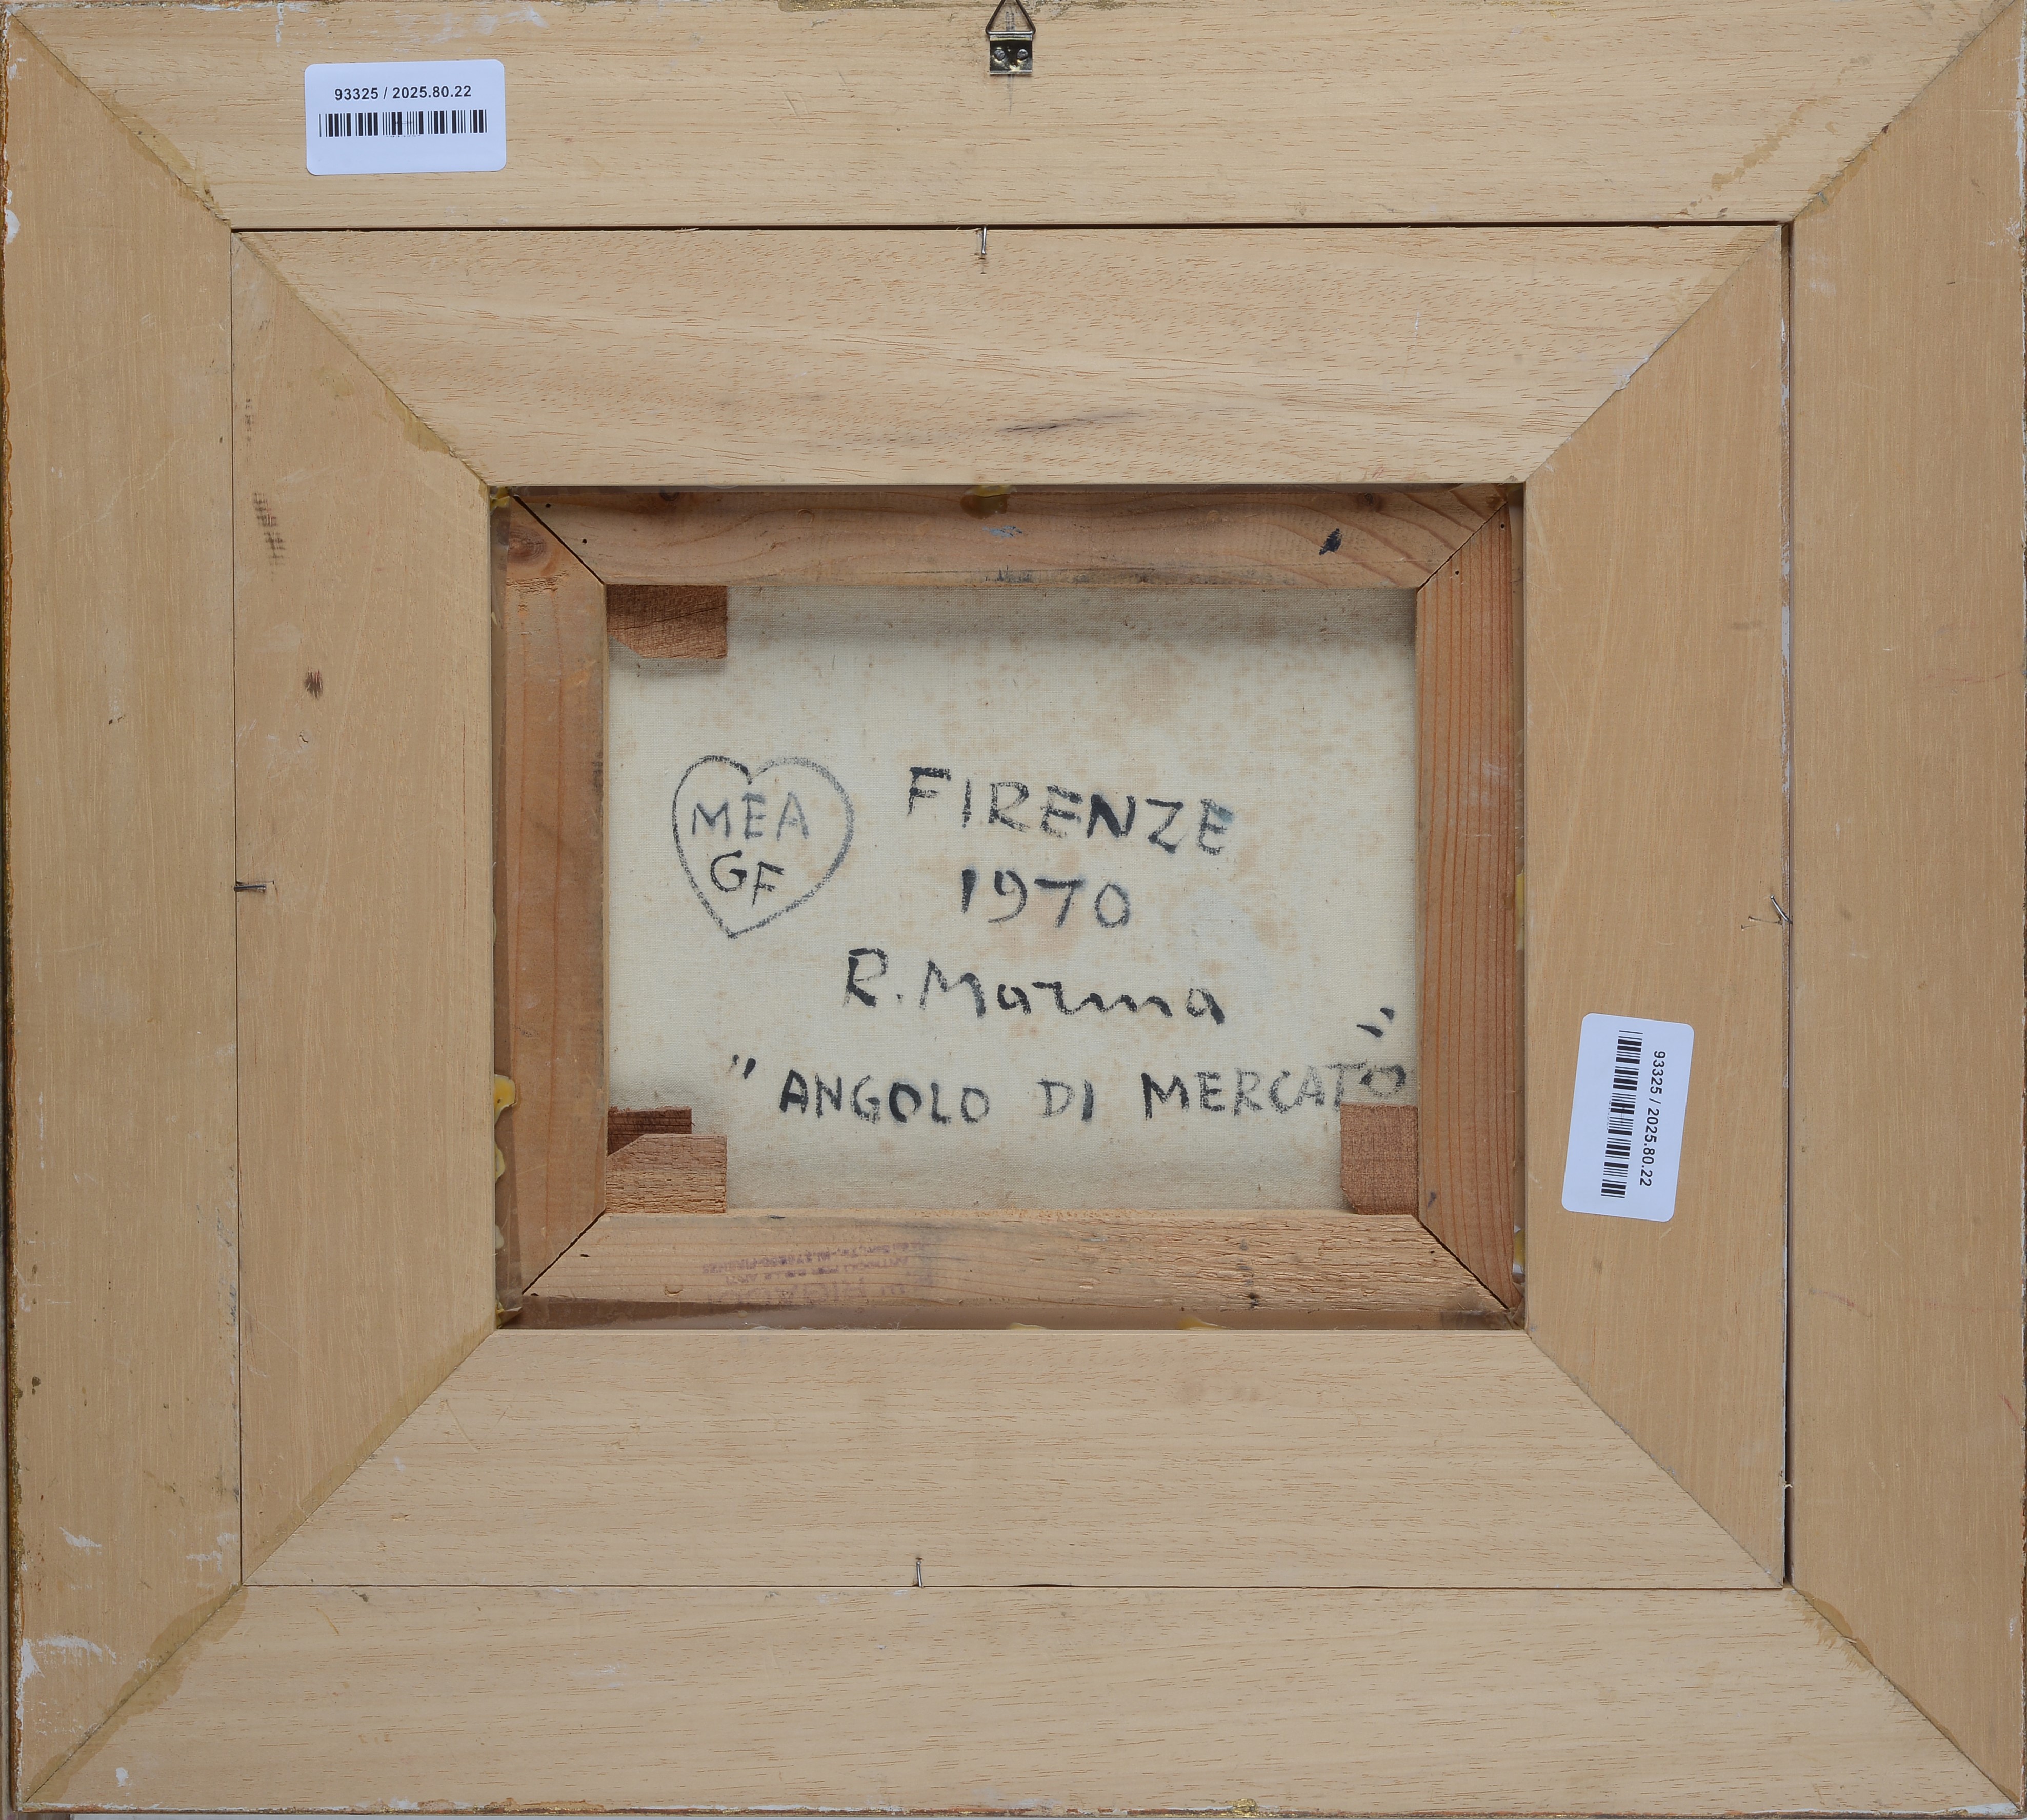 93325 / 2025.80.22
MEA
GF
FIRENZE
1970
R. Marma
"ANGOLO DI MERCATO"
93325 / 2025.80.22